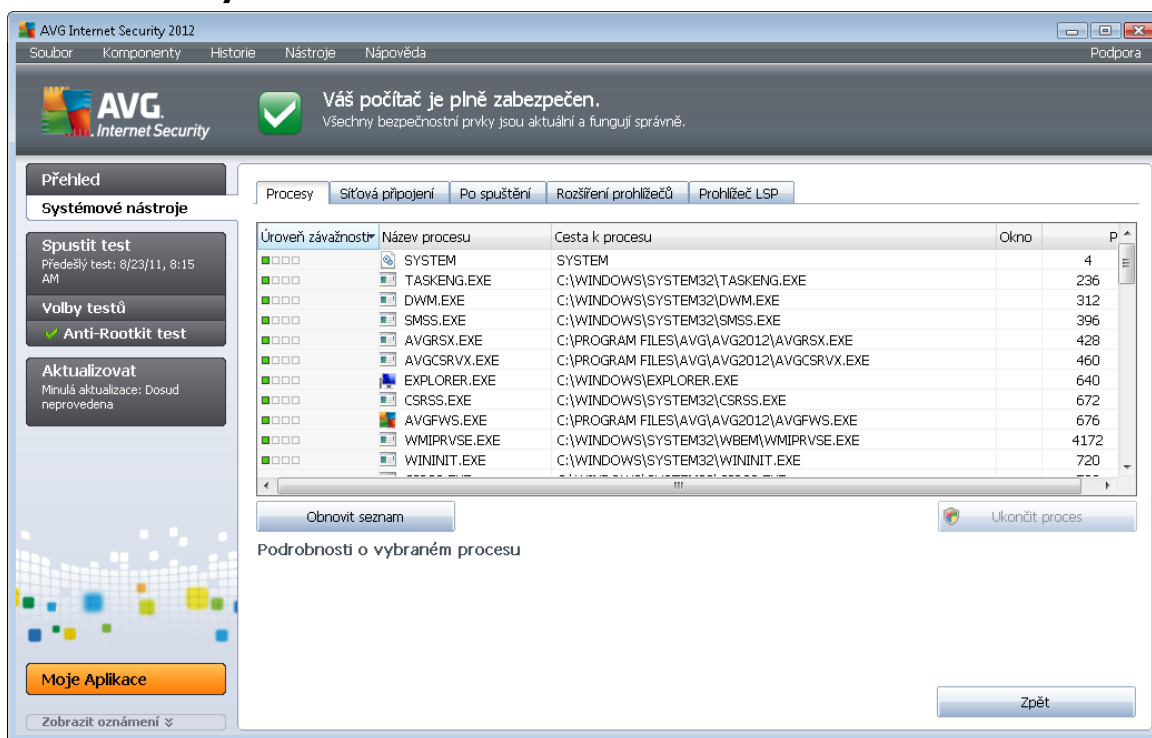 AVG Internet Security 2012
Soubor Komponenty Historie Nástroje Nápověda Podpora
AVG.
Internet Security
Váš počítač je plně zabezpečen.
Všechny bezpečnostní prvky jsou aktuální a fungují správně.
Přehled
Systémové nástroje
Spustit test
Předešlý test: 8/23/11, 8:15
AM
Volby testů
Anti-Rootkit test
Aktualizovat
Minulá aktualizace: Dosud
neprovedena
Moje Aplikace
Zobrazit oznámení
Procesy Síťová připojení Po spuštění Rozšíření prohlížečů Prohlížeč LSP
Úroveň závažnosti Název procesu Cesta k procesu Okno P
SYSTEM SYSTEM 4
TASKENG.EXE C:\WINDOWS\SYSTEM32\TASKENG.EXE 236
DWM.EXE C:\WINDOWS\SYSTEM32\DWM.EXE 312
SMSS.EXE C:\WINDOWS\SYSTEM32\SMSS.EXE 396
AVGRSX.EXE C:\PROGRAM FILES\AVG\AVG2012\AVGRSX.EXE 428
AVGCSRVX.EXE C:\PROGRAM FILES\AVG\AVG2012\AVGCSRVX.EXE 460
EXPLORER.EXE C:\WINDOWS\EXPLORER.EXE 640
CSRSS.EXE C:\WINDOWS\SYSTEM32\CSRSS.EXE 672
AVGFWS.EXE C:\PROGRAM FILES\AVG\AVG2012\AVGFWS.EXE 676
WMIPRVSE.EXE C:\WINDOWS\SYSTEM32\WBEM\WMIPRVSE.EXE 4172
WININIT.EXE C:\WINDOWS\SYSTEM32\WININIT.EXE 720
Obnovit seznam Ukončit proces
Podrobnosti o vybraném procesu
Zpět